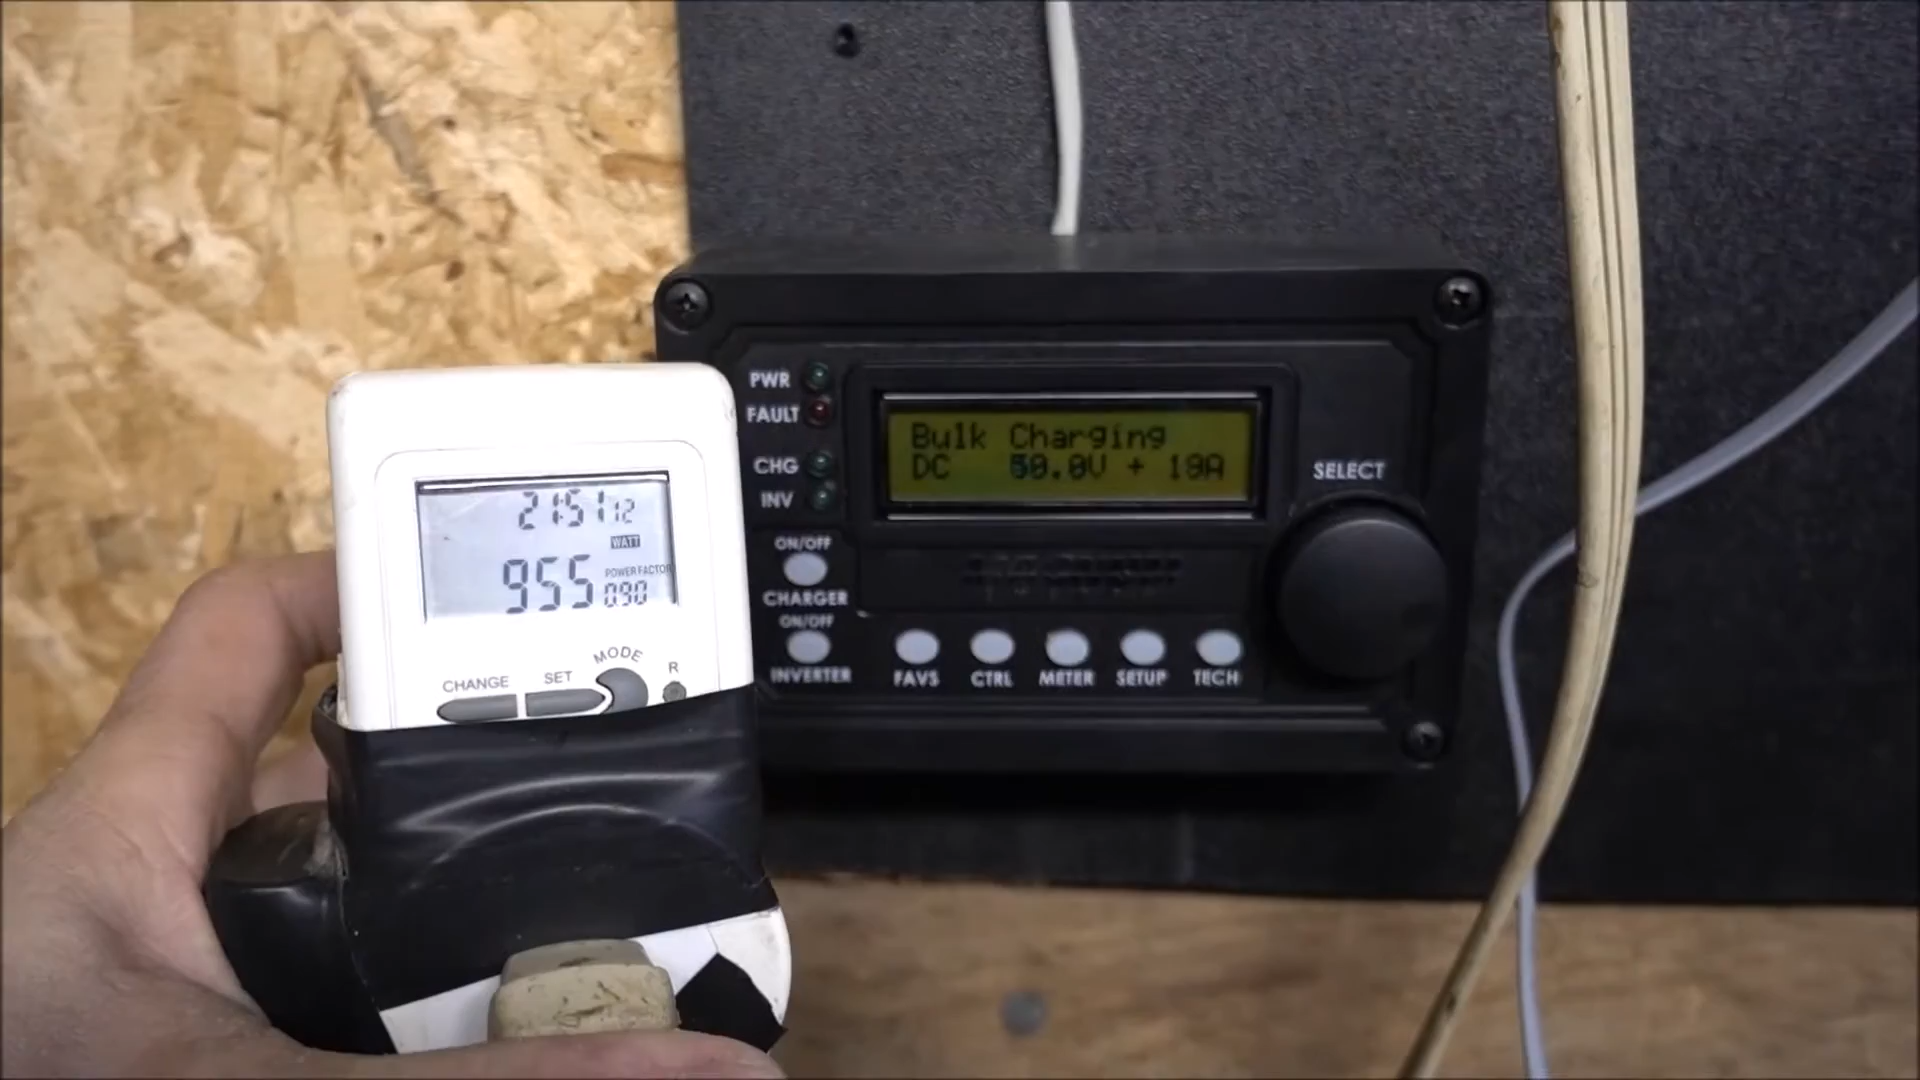 21:51 12
WATT
955
POWER FACTOR
0.90
CHANGE
SET
MODE
R
PWR
FAULT
CHG
INV
Bulk Charging
DC 50.0V + 18A
SELECT
ON/OFF
CHARGER
ON/OFF
INVERTER
FAVS
CTRL
METER
SETUP
TECH